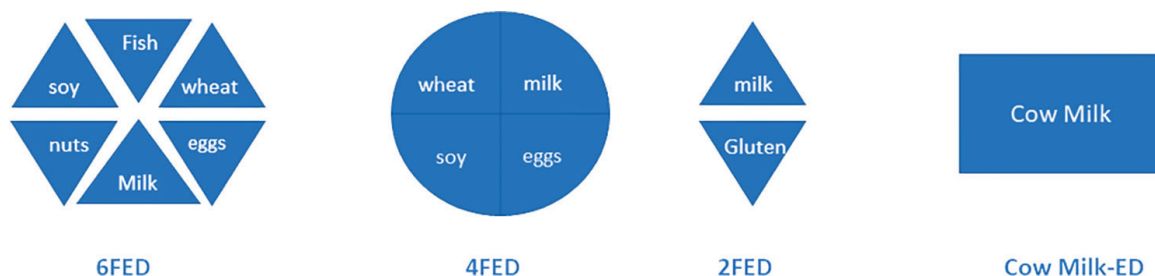 Fish
soy
wheat
nuts
eggs
Milk
6FED
wheat
milk
soy
eggs
4FED
milk
Gluten
2FED
Cow Milk
Cow Milk-ED